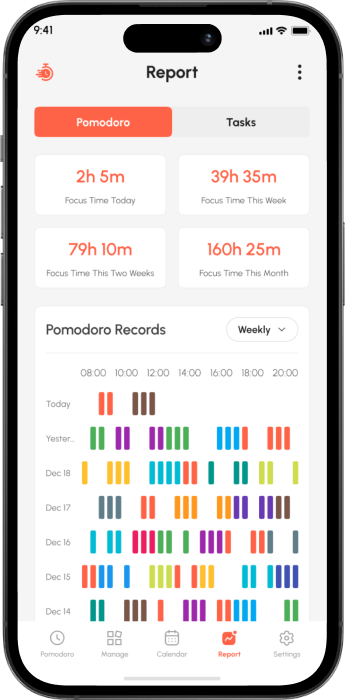 9:41
Report
Pomodoro Tasks
2h 5m 39h 35m
Focus Time Today Focus Time This Week
79h 10m 160h 25m
Focus Time This Two Weeks Focus Time This Month
Pomodoro Records Weekly
08:00 10:00 12:00 14:00 16:00 18:00 20:00
Today
Yester...
Dec 18
Dec 17
Dec 16
Dec 15
Dec 14
Pomodoro Manage Calendar Report Settings